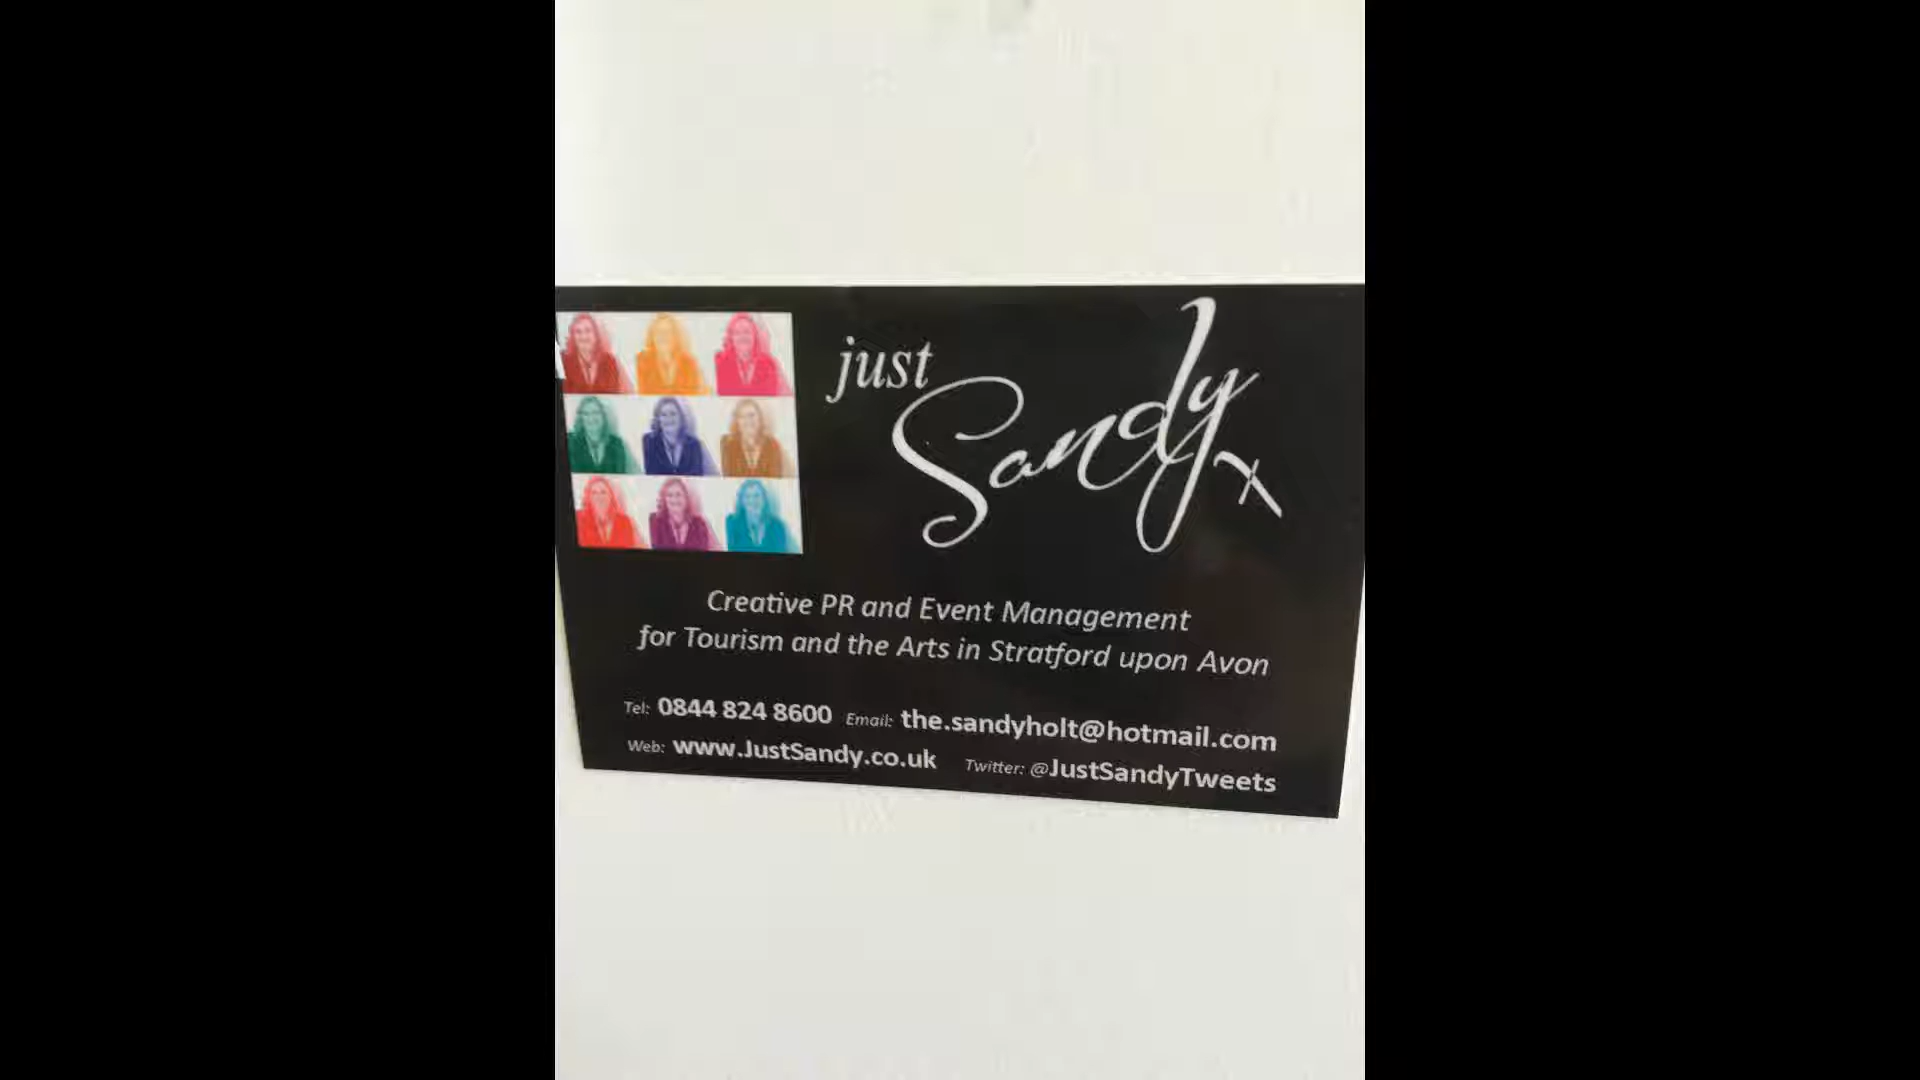 just
Sandy x
Creative PR and Event Management
for Tourism and the Arts in Stratford upon Avon
Tel: 0844 824 8600 Email: the.sandyholt@hotmail.com
Web: www.JustSandy.co.uk Twitter: @JustSandyTweets